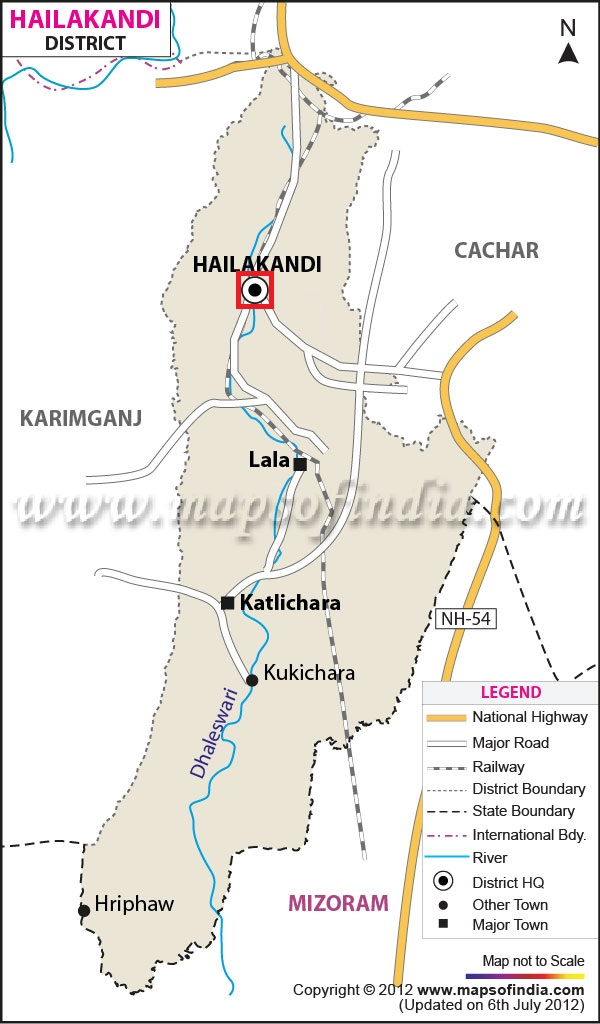 HAILAKANDI
DISTRICT
N
HAILAKANDI
CACHAR
KARIMGANJ
Lala
www.mapsofindia.com
Katlichara
NH-54
Kukichara
Dhaleswari
Hriphaw
MIZORAM
LEGEND
National Highway
Major Road
Railway
District Boundary
State Boundary
International Bdy.
River
District HQ
Other Town
Major Town
Map not to Scale
Copyright © 2012 www.mapsofindia.com
(Updated on 6th July 2012)